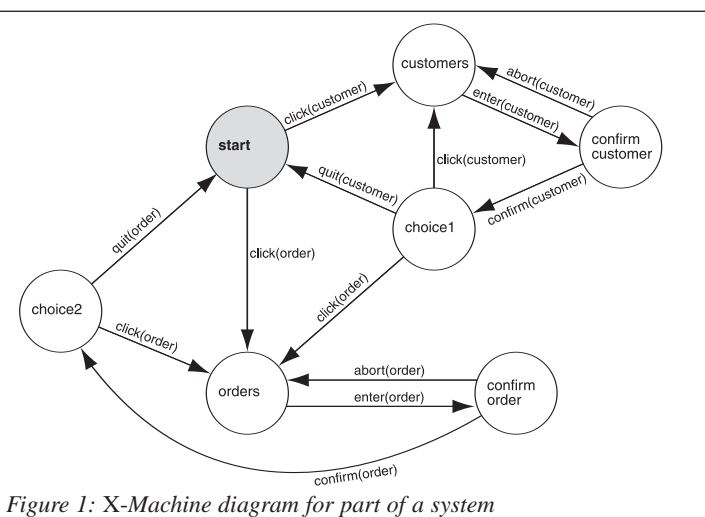 customers
abort(customer)
click(customer)
enter(customer)
start
confirm
customer
click(customer)
quit(customer)
confirm(customer)
choice1
quit(order)
click(order)
click(order)
choice2
click(order)
abort(order)
confirm
order
orders
enter(order)
confirm(order)
Figure 1: X-Machine diagram for part of a system